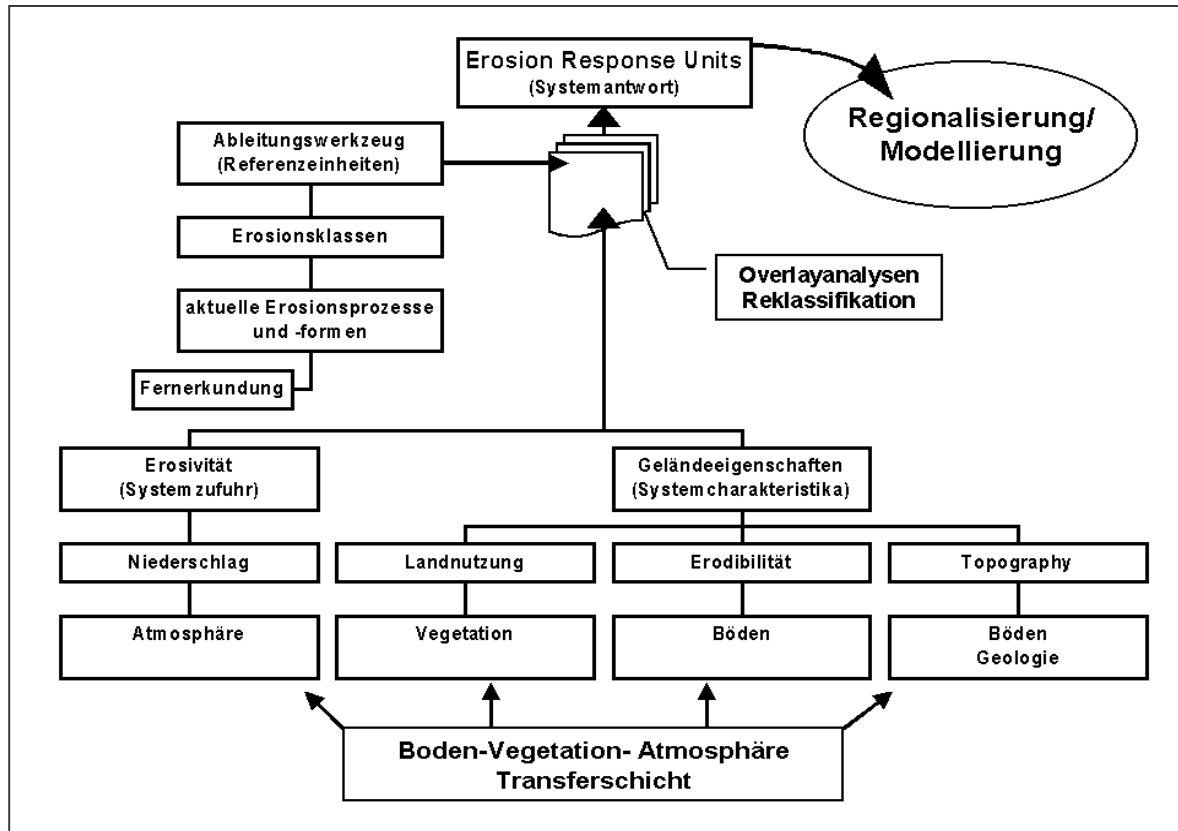 Erosion Response Units
(Systemantwort)
Regionalisierung/
Modellierung
Ableitungswerkzeug
(Referenzeinheiten)
Erosionsklassen
Overlayanalysen
Reklassifikation
aktuelle Erosionsprozesse
und -formen
Fernerkundung
Erosivität
(Systemzufuhr)
Geländeeigenschaften
(Systemcharakteristika)
Niederschlag
Landnutzung
Erodibilität
Topography
Atmosphäre
Vegetation
Böden
Böden
Geologie
Boden-Vegetation- Atmosphäre
Transferschicht